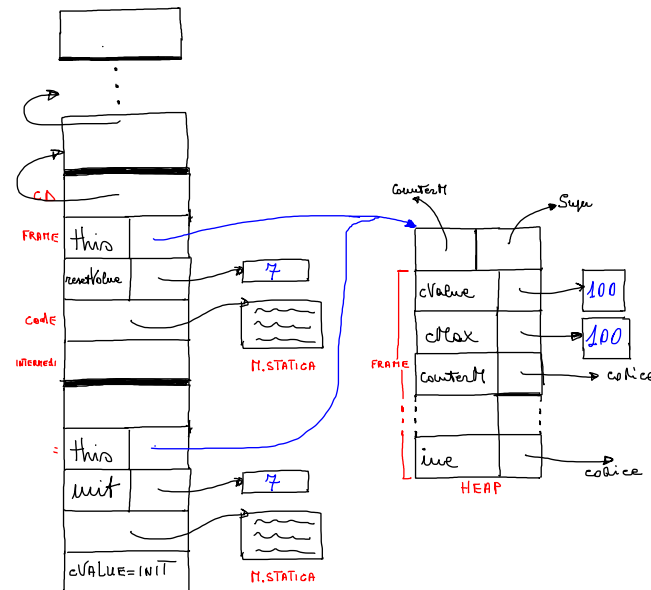 CD
FRAME
this
resetValue
7
CODE
M.STATICA
INTERMEDI
=
this
init
7
M.STATICA
cVALUE=INIT
CounterM
Super
cValue
100
cMax
100
FRAME
counterM
codice
inc
codice
HEAP